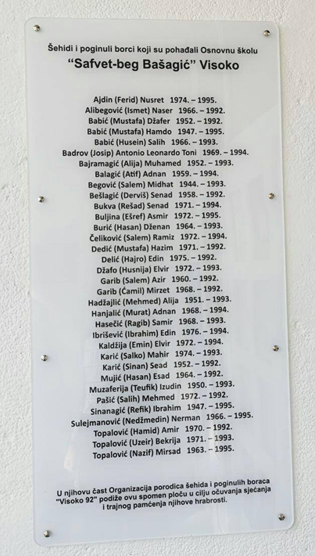 Šehidi i poginuli borci koji su pohađali Osnovnu školu
“Safvet-beg Bašagić” Visoko
Ajdin (Ferid) Nusret 1974. – 1995.
Alibegović (Ismet) Naser 1966. – 1992.
Babić (Mustafa) Džafer 1952. – 1992.
Babić (Mustafa) Hamdo 1947. – 1995.
Babić (Husein) Salih 1966. – 1993.
Badrov (Josip) Antonio Leonardo Toni 1969. – 1994.
Bajramagić (Alija) Muhamed 1952. – 1993.
Balagić (Atif) Adnan 1959. – 1994.
Begović (Salem) Midhat 1944. – 1993.
Bešlagić (Derviš) Senad 1958. – 1992.
Bukva (Rešad) Senad 1971. – 1994.
Buljina (Ešref) Asmir 1972. – 1995.
Burić (Hasan) Dženan 1964. – 1993.
Čeliković (Salem) Ramiz 1972. – 1994.
Dedić (Mustafa) Hazim 1971. – 1992.
Delić (Hajro) Edin 1975. – 1992.
Džafo (Husnija) Elvir 1972. – 1993.
Garib (Salem) Azir 1960. – 1992.
Garib (Ćamil) Mirzet 1968. – 1992.
Hadžajlić (Mehmed) Alija 1951. – 1993.
Hanjalić (Murat) Adnan 1968. – 1994.
Hasečić (Ragib) Samir 1968. – 1993.
Ibrišević (Ibrahim) Edin 1976. – 1994.
Kaldžija (Emin) Elvir 1972. – 1994.
Karić (Salko) Mahir 1974. – 1993.
Karić (Sinan) Sead 1952. – 1992.
Mujić (Hasan) Esad 1964. – 1992.
Muzaferija (Teufik) Izudin 1950. – 1993.
Pašić (Salih) Mehmed 1972. – 1992.
Sinanagić (Refik) Ibrahim 1947. – 1995.
Sulejmanović (Nedžmedin) Nerman 1966. – 1995.
Topalović (Hamid) Amir 1970. – 1992.
Topalović (Uzeir) Bekrija 1971. – 1993.
Topalović (Nazif) Mirsad 1963. – 1995.
U njihovu čast Organizacija porodica šehida i poginulih boraca
“Visoko 92” podiže ovu spomen ploču u cilju očuvanja sjećanja
i trajnog pamćenja njihove hrabrosti.